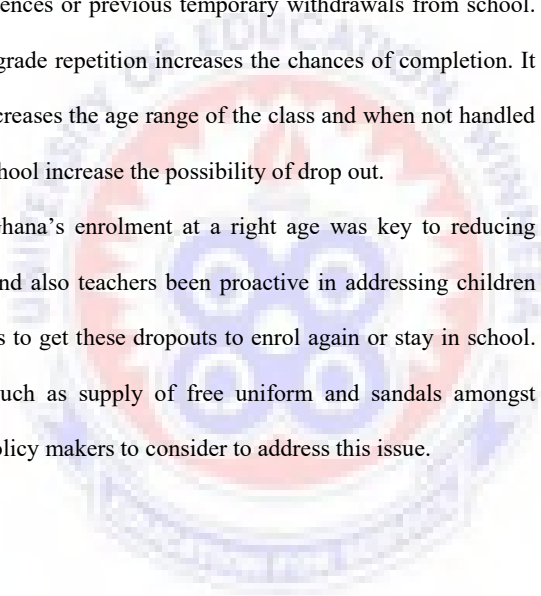 ences or previous temporary withdrawals from school.
grade repetition increases the chances of completion. It
creases the age range of the class and when not handled
hool increase the possibility of drop out.
hana’s enrolment at a right age was key to reducing
nd also teachers been proactive in addressing children
s to get these dropouts to enrol again or stay in school.
uch as supply of free uniform and sandals amongst
olicy makers to consider to address this issue.
UNIVERSITY OF EDUCATION, WINNE